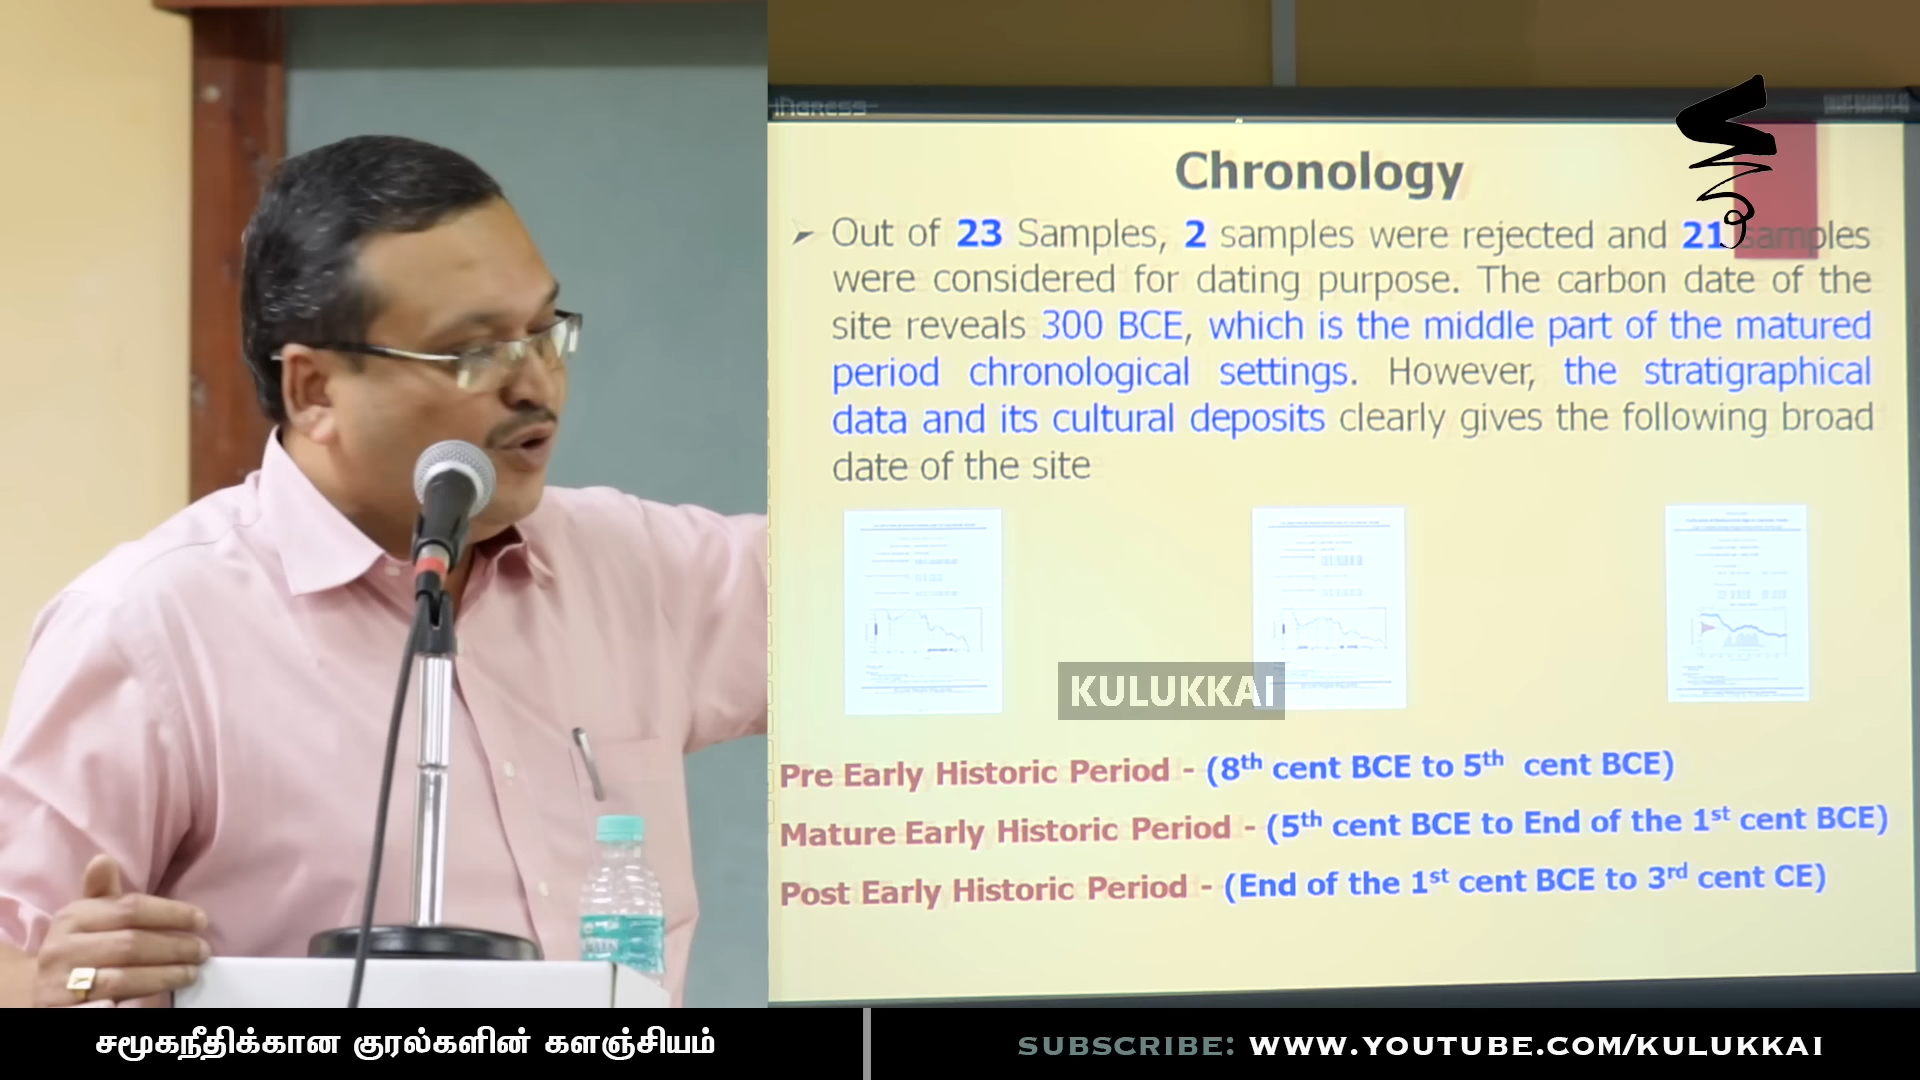 INGRESS
Chronology
➢ Out of 23 Samples, 2 samples were rejected and 21 samples
were considered for dating purpose. The carbon date of the
site reveals 300 BCE, which is the middle part of the matured
period chronological settings. However, the stratigraphical
data and its cultural deposits clearly gives the following broad
date of the site
KULUKKAI
Pre Early Historic Period - (8th cent BCE to 5th cent BCE)
Mature Early Historic Period - (5th cent BCE to End of the 1st cent BCE)
Post Early Historic Period - (End of the 1st cent BCE to 3rd cent CE)
சமூகநீதிக்கான குரல்களின் களஞ்சியம்
SUBSCRIBE: WWW.YOUTUBE.COM/KULUKKAI